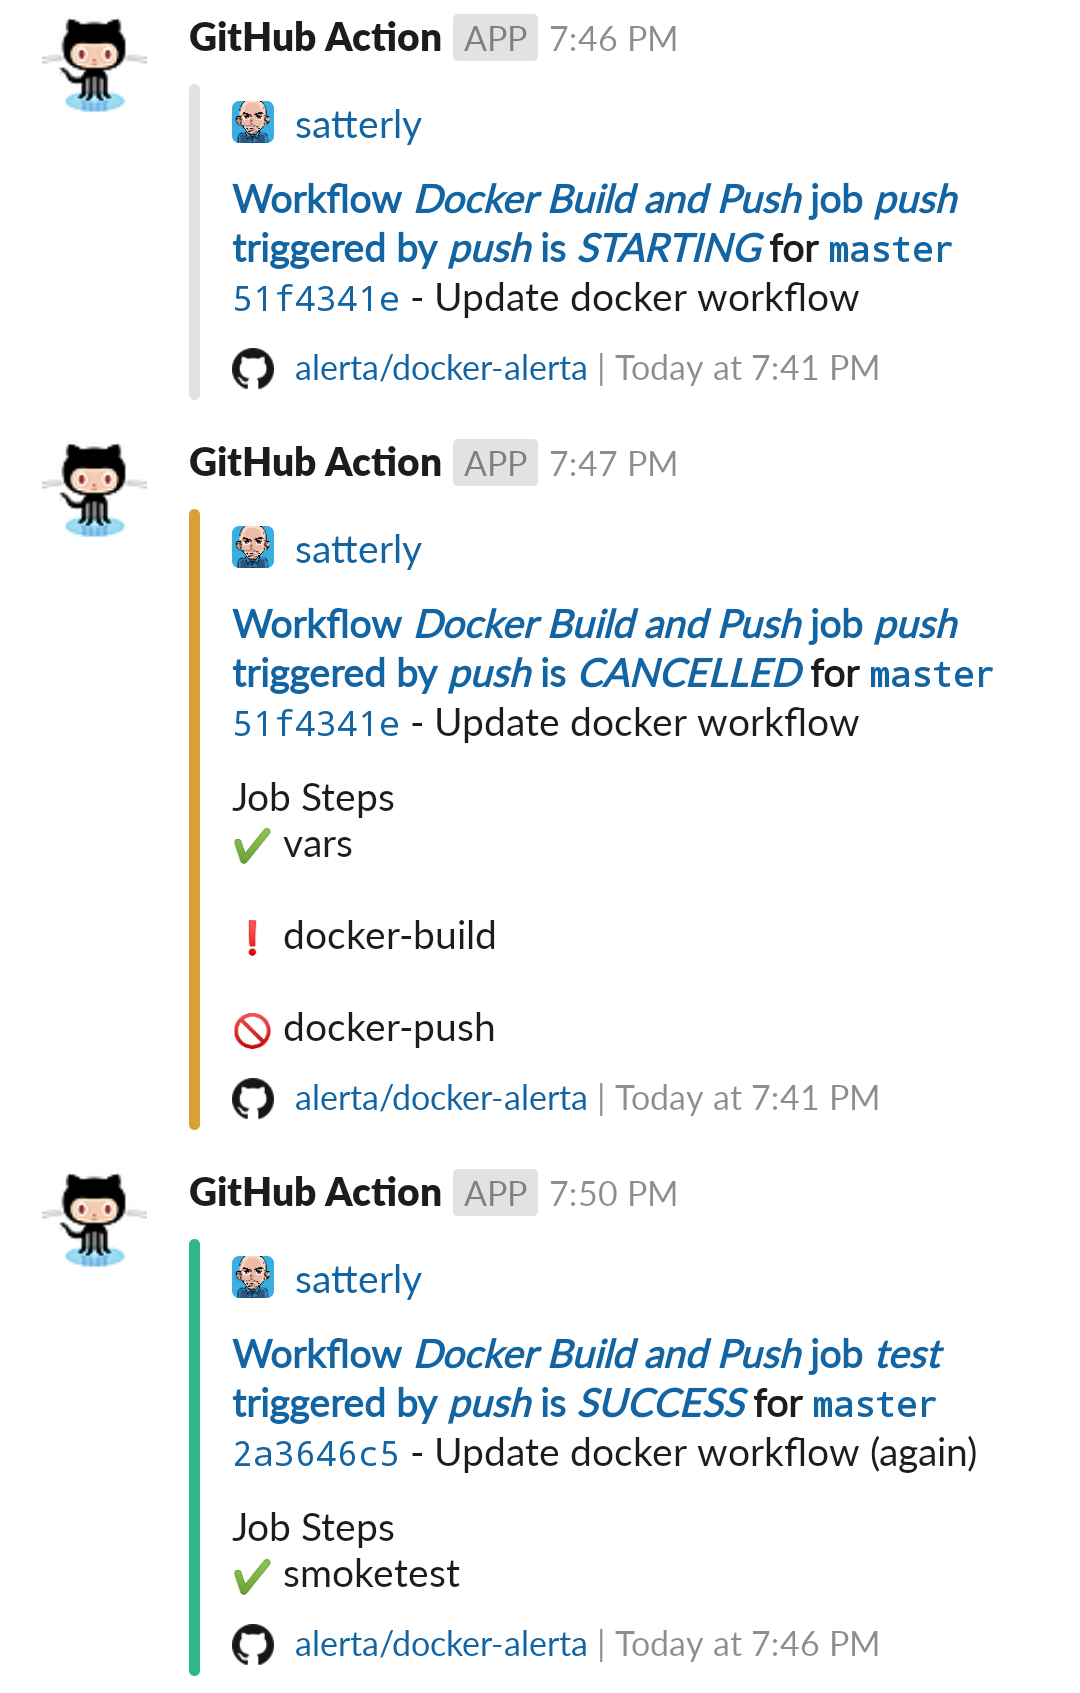 GitHub Action APP 7:46 PM
satterly
Workflow Docker Build and Push job push
triggered by push is STARTING for master
51f4341e - Update docker workflow
alerta/docker-alerta | Today at 7:41 PM
GitHub Action APP 7:47 PM
satterly
Workflow Docker Build and Push job push
triggered by push is CANCELLED for master
51f4341e - Update docker workflow
Job Steps
✔ vars
❗ docker-build
🚫 docker-push
alerta/docker-alerta | Today at 7:41 PM
GitHub Action APP 7:50 PM
satterly
Workflow Docker Build and Push job test
triggered by push is SUCCESS for master
2a3646c5 - Update docker workflow (again)
Job Steps
✔ smoketest
alerta/docker-alerta | Today at 7:46 PM